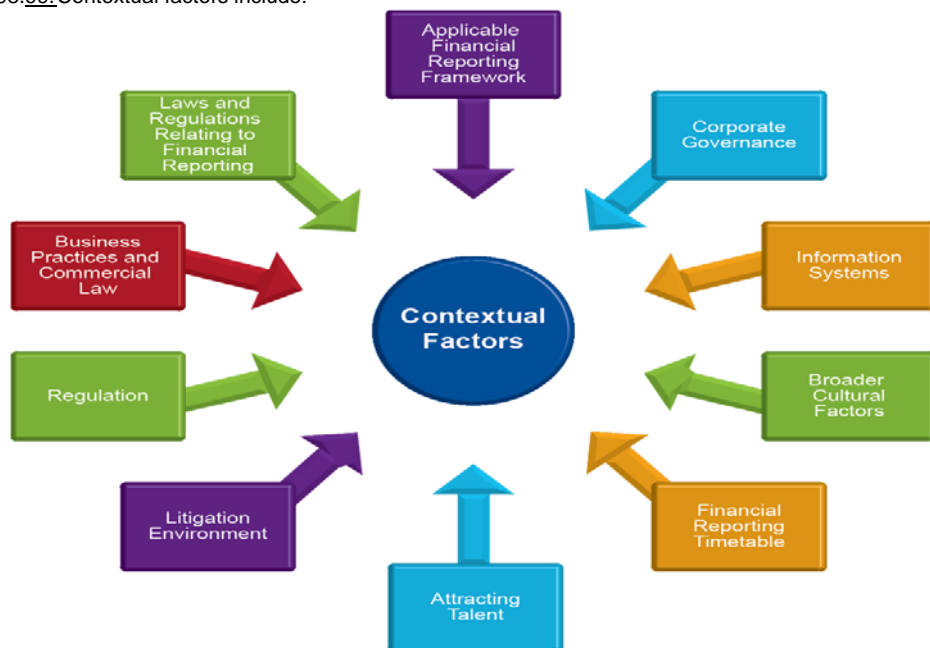 Contextual factors include:
Applicable
Financial
Reporting
Framework
Laws and
Regulations
Relating to
Financial
Reporting
Corporate
Governance
Business
Practices and
Commercial
Law
Information
Systems
Contextual
Factors
Regulation
Broader
Cultural
Factors
Litigation
Environment
Financial
Reporting
Timetable
Attracting
Talent